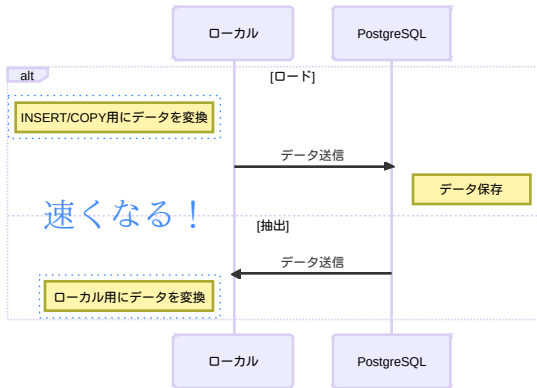 ローカル
PostgreSQL
alt
[ロード]
INSERT/COPY用にデータを変換
データ送信
データ保存
速くなる！
[抽出]
データ送信
ローカル用にデータを変換
ローカル
PostgreSQL